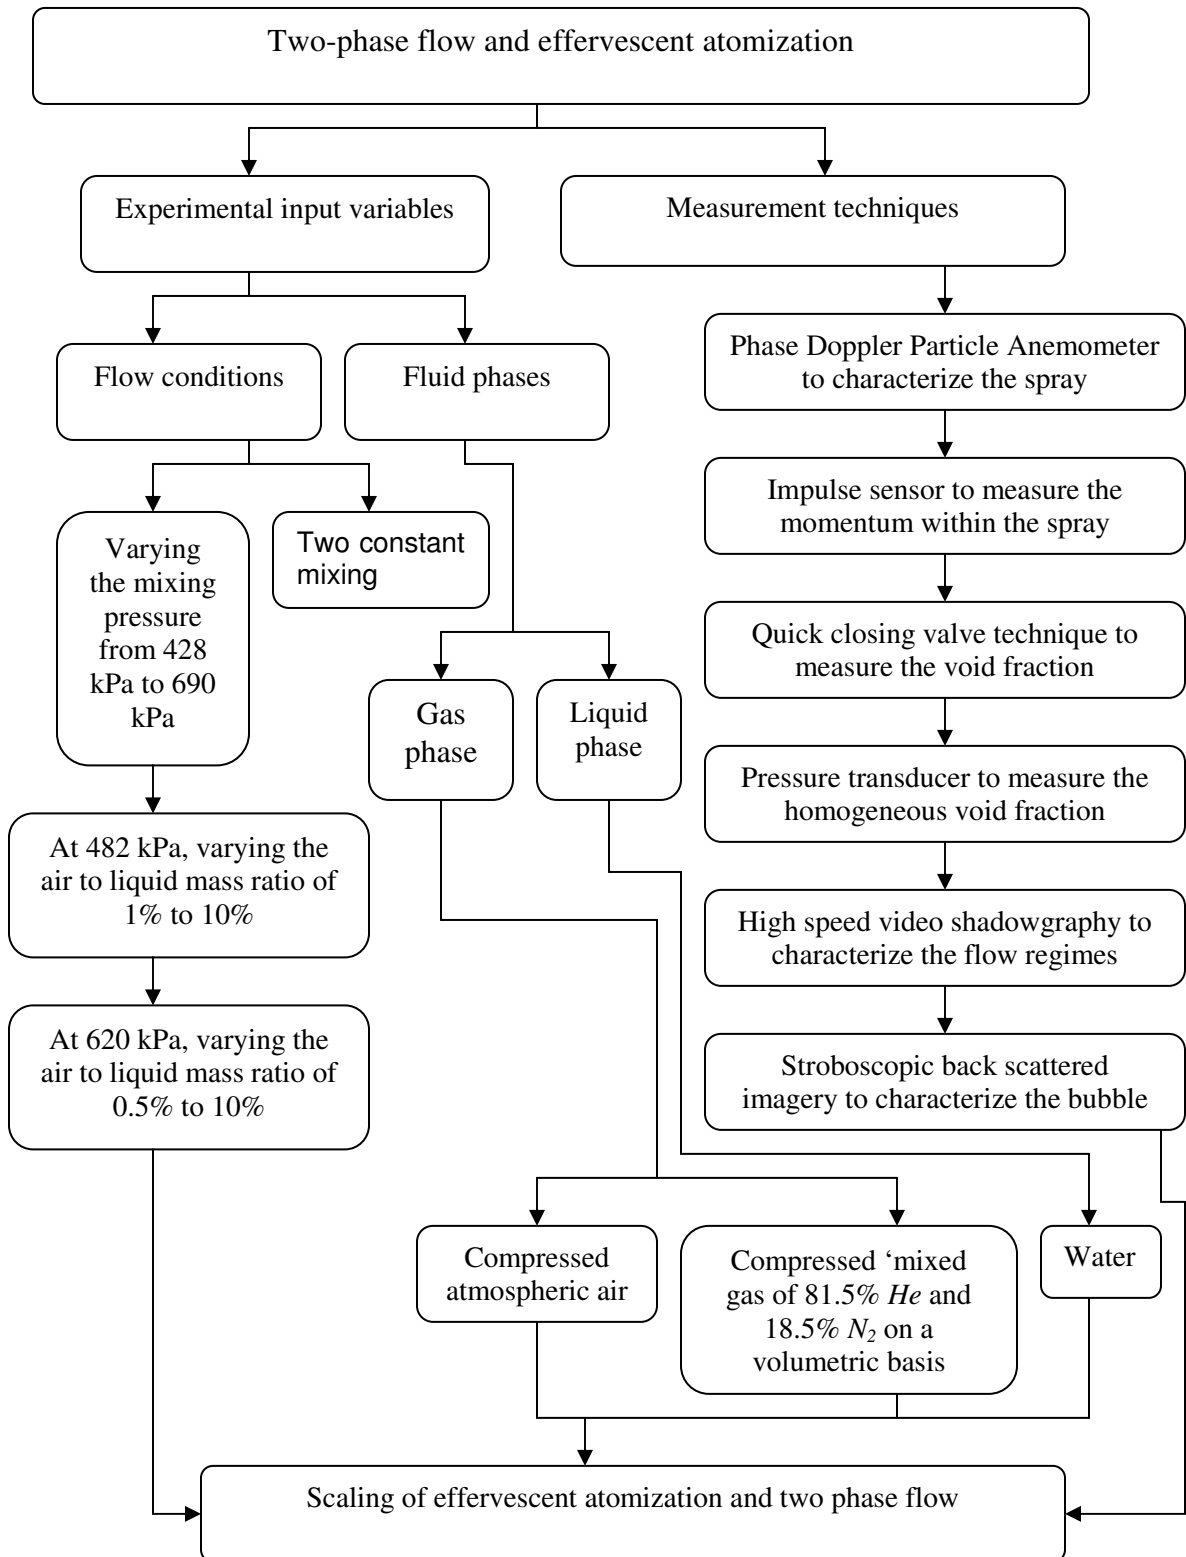 Two-phase flow and effervescent atomization
Experimental input variables
Measurement techniques
Flow conditions
Fluid phases
Phase Doppler Particle Anemometer
to characterize the spray
Impulse sensor to measure the
momentum within the spray
Varying
the mixing
pressure
from 428
kPa to 690
kPa
Two constant
mixing
Quick closing valve technique to
measure the void fraction
Gas
phase
Liquid
phase
Pressure transducer to measure the
homogeneous void fraction
At 482 kPa, varying the
air to liquid mass ratio of
1% to 10%
High speed video shadowgraphy to
characterize the flow regimes
At 620 kPa, varying the
air to liquid mass ratio of
0.5% to 10%
Stroboscopic back scattered
imagery to characterize the bubble
Compressed
atmospheric air
Compressed ‘mixed
gas of 81.5% He and
18.5% N2 on a
volumetric basis
Water
Scaling of effervescent atomization and two phase flow